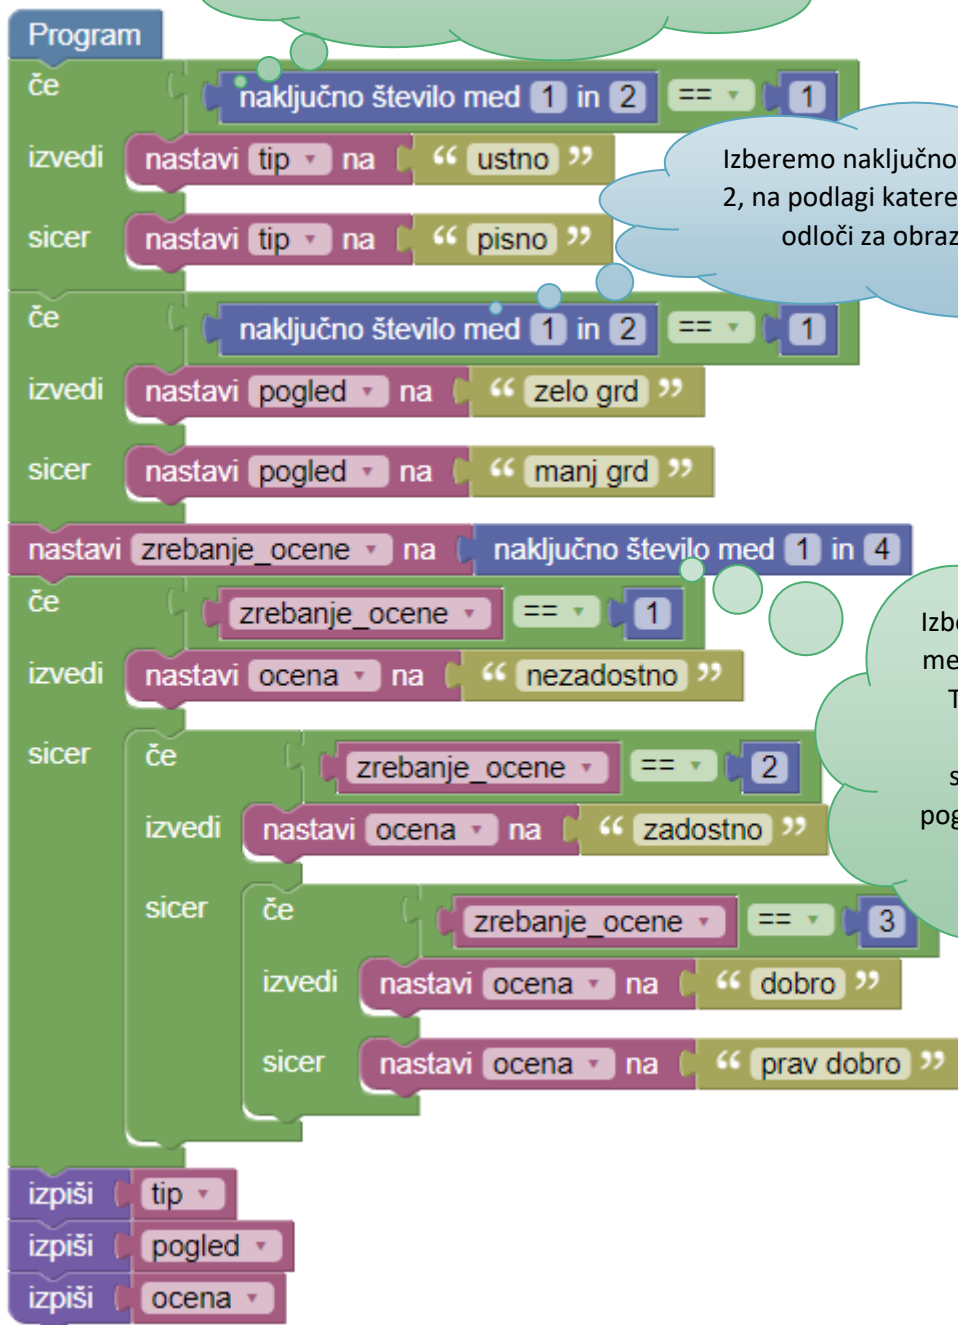 Program
če naključno število med 1 in 2 == 1
izvedi nastavi tip na “ ustno ”
sicer nastavi tip na “ pisno ”
Izberemo naključno
2, na podlagi
odloči za
če naključno število med 1 in 2 == 1
izvedi nastavi pogled na “ zelo grd ”
sicer nastavi pogled na “ manj grd ”
nastavi zrebanje_ocene na naključno število med 1 in 4
če zrebanje_ocene == 1
izvedi nastavi ocena na “ nezadostno ”
sicer če zrebanje_ocene == 2
izvedi nastavi ocena na “ zadostno ”
sicer če zrebanje_ocene == 3
izvedi nastavi ocena na “ dobro ”
sicer nastavi ocena na “ prav dobro ”
izpiši tip
izpiši pogled
izpiši ocena